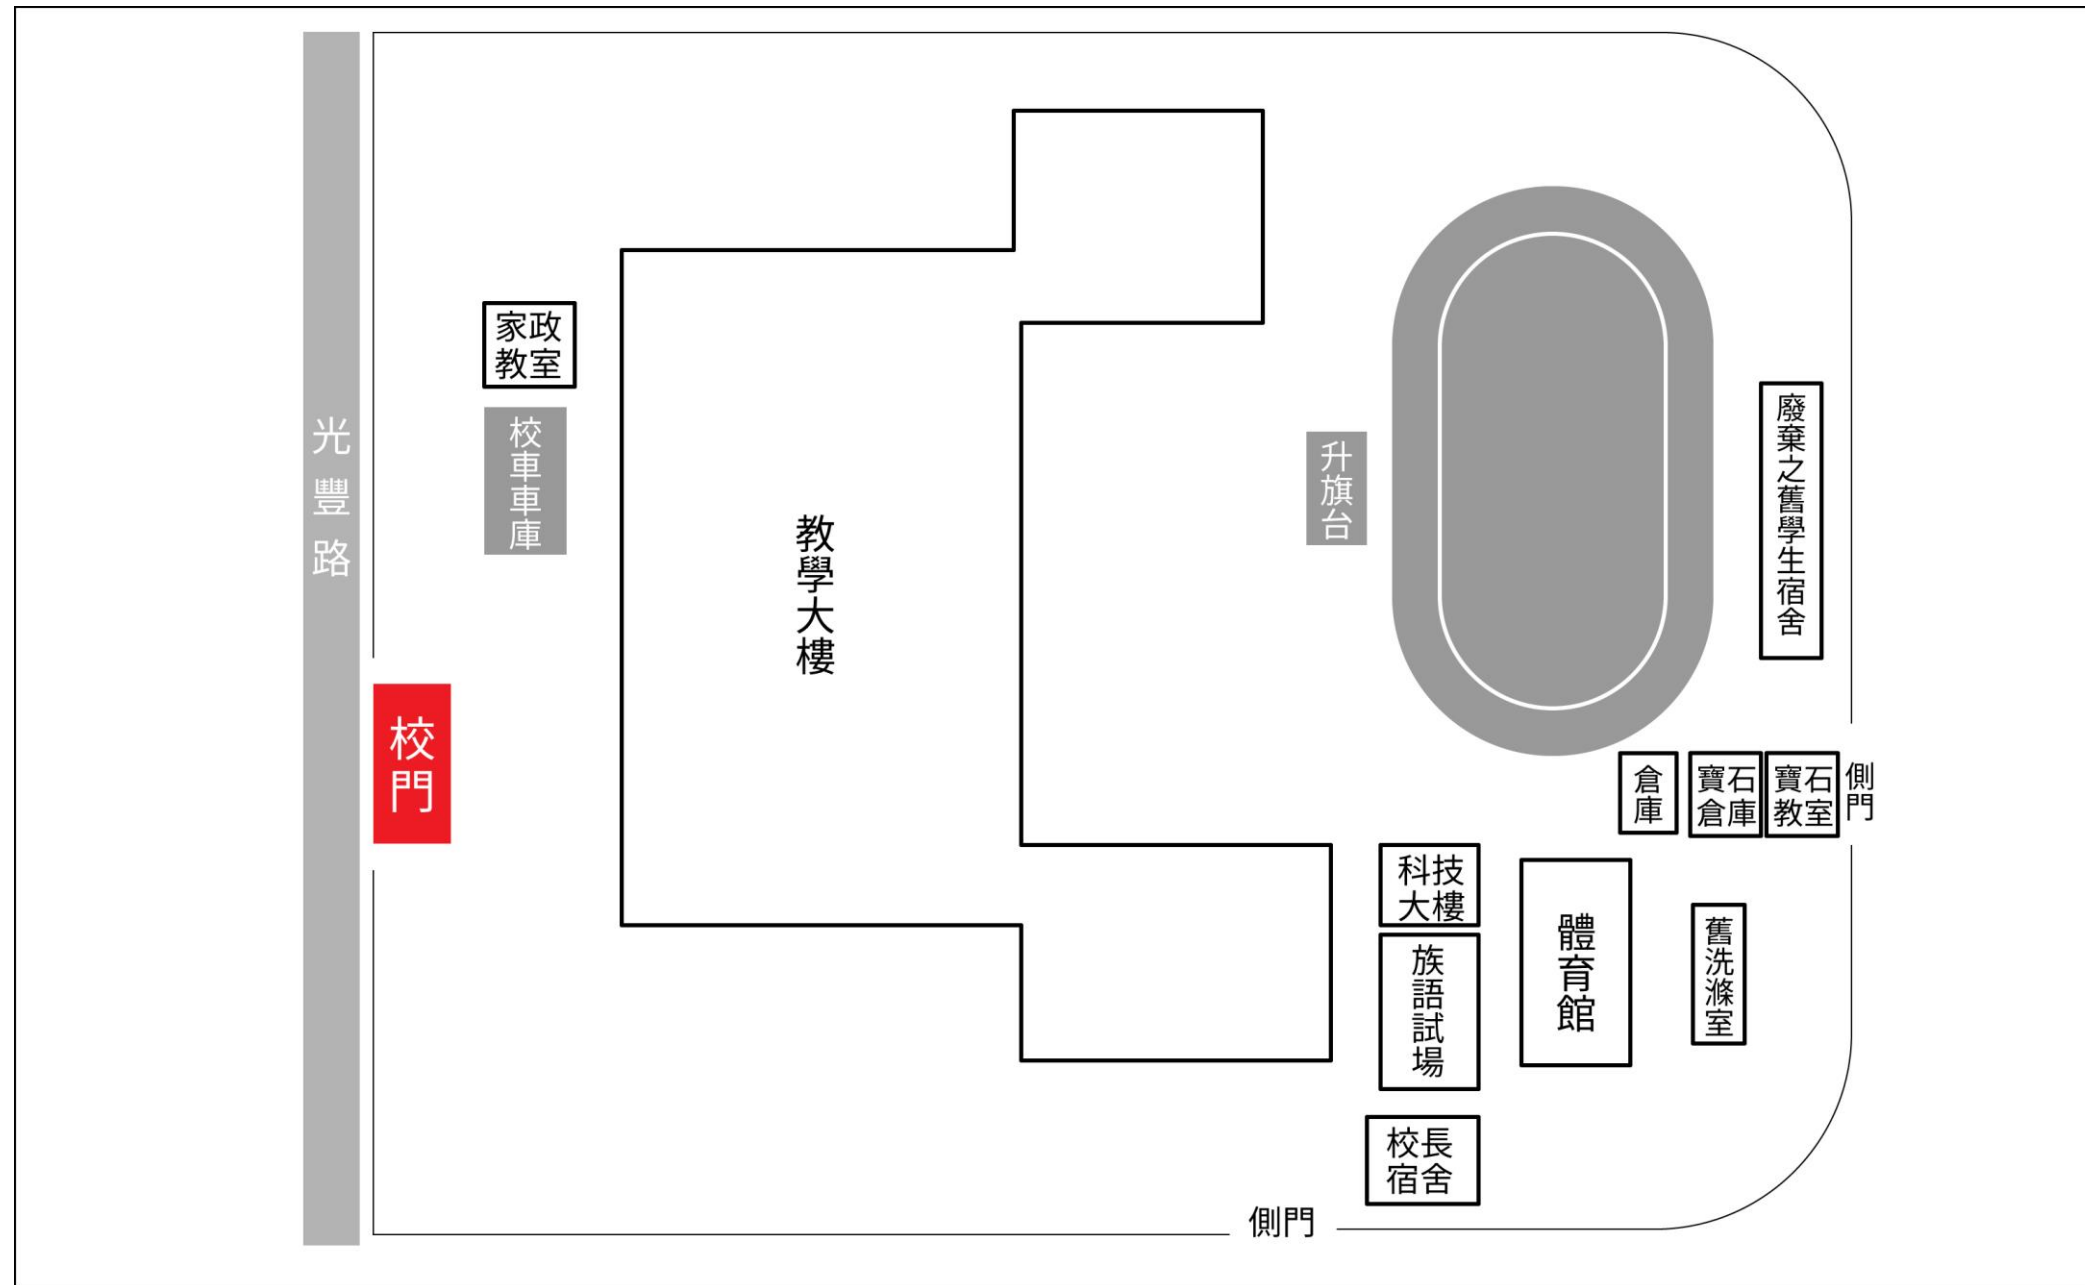 光豐路
家政
教室
校車車庫
校門
教學大樓
升旗台
廢棄之舊學生宿舍
倉庫
寶石
倉庫
寶石
教室
側門
科技
大樓
族語試場
體育館
舊洗滌室
校長
宿舍
側門